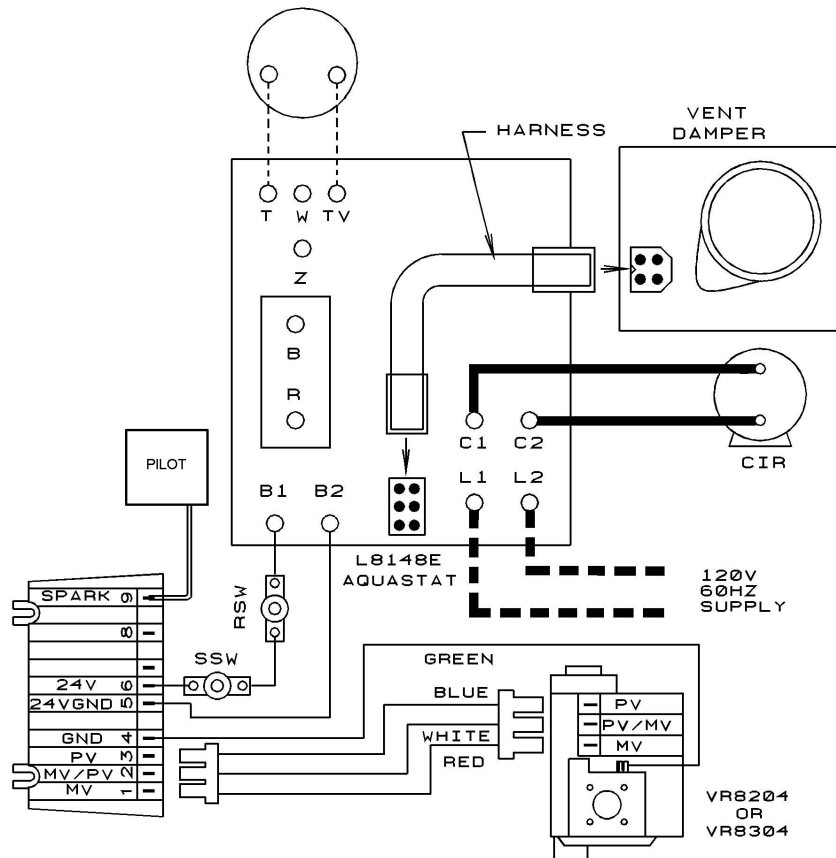 VENT
DAMPER
HARNESS
T W TV
Z
B
R
C1 C2
CIR
L1 L2
PILOT
B1 B2
L8148E
AQUASTAT
120V
60HZ
SUPPLY
RSW
SSW
SPARK 9
8
24V 6
24VGND 5
GND 4
PV 3
MV/PV 2
MV 1
GREEN
BLUE
WHITE
RED
PV
PV/MV
MV
VR8204
OR
VR8304